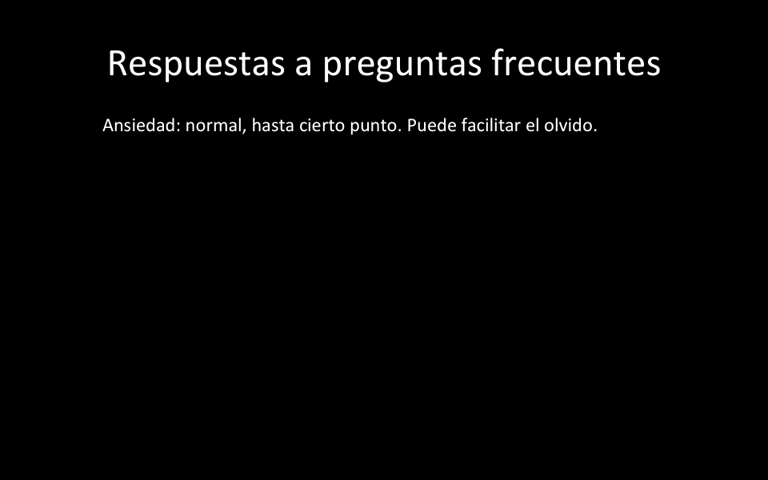 Respuestas a preguntas frecuentes
Ansiedad: normal, hasta cierto punto. Puede facilitar el olvido.